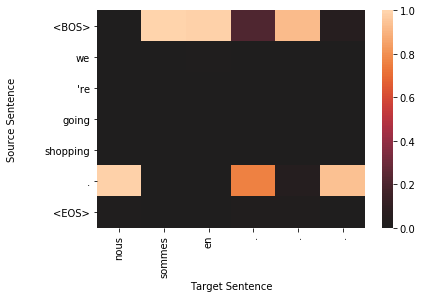 <BOS>
we
're
going
shopping
.
<EOS>
Source Sentence
nous
sommes
en
.
.
.
Target Sentence
1.0
0.8
0.6
0.4
0.2
0.0